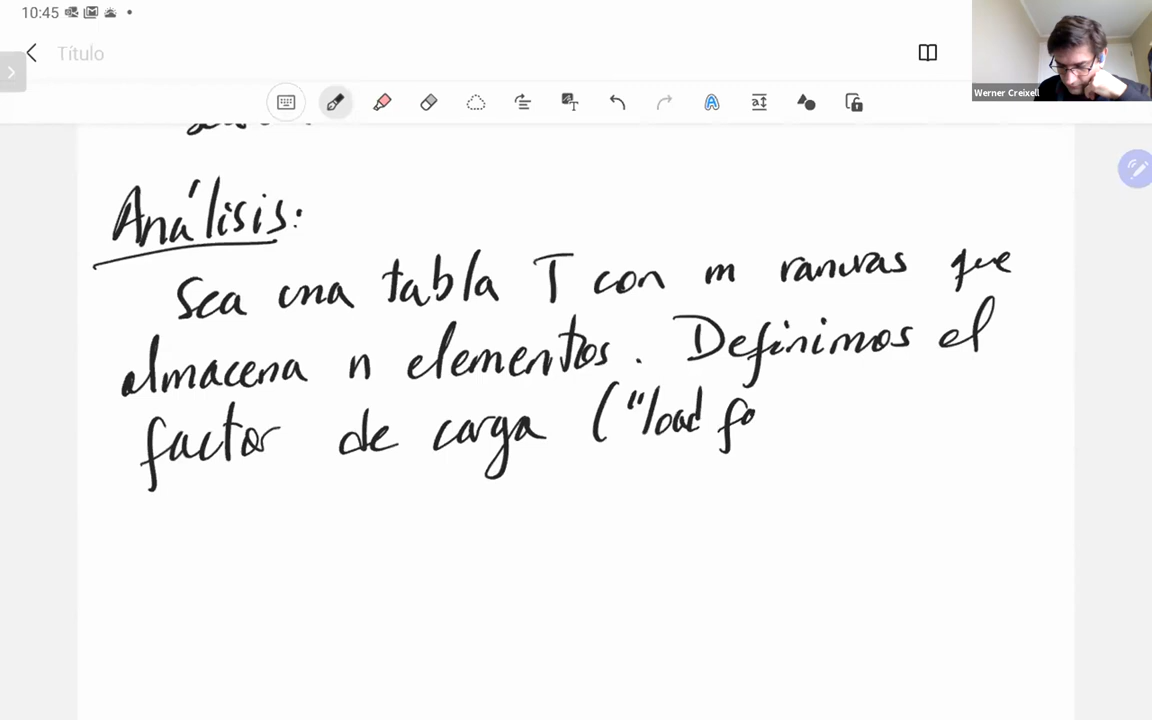 10:45
Título
Werner Creixell
Análisis:
Sea una tabla T con m ranuras que
almacena n elementos. Definimos el
factor de carga ("load fa